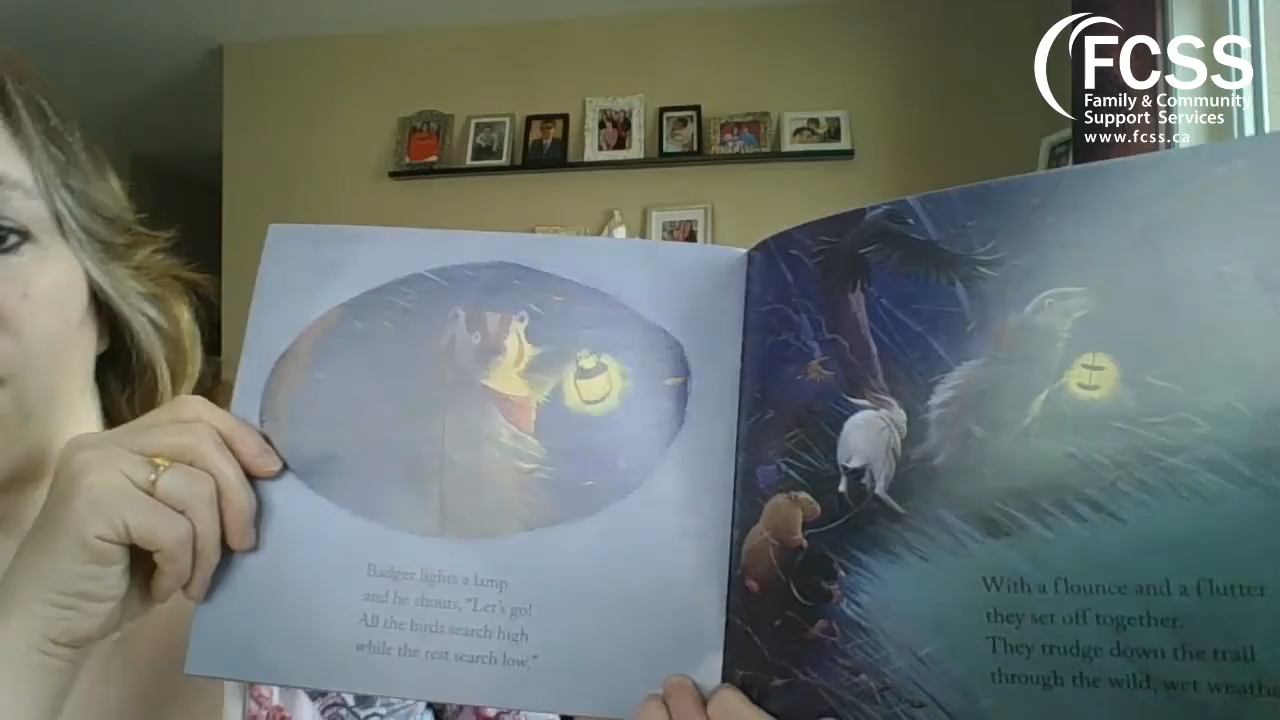 FCSS
Family & Community
Support Services
www.fcss.ca
Badger lights a lamp
and he shouts, "Let's go!
All the birds search high
while the rest search low."
With a flounce and a flutter
they set off together.
They trudge down the trail
through the wild, wet weathe